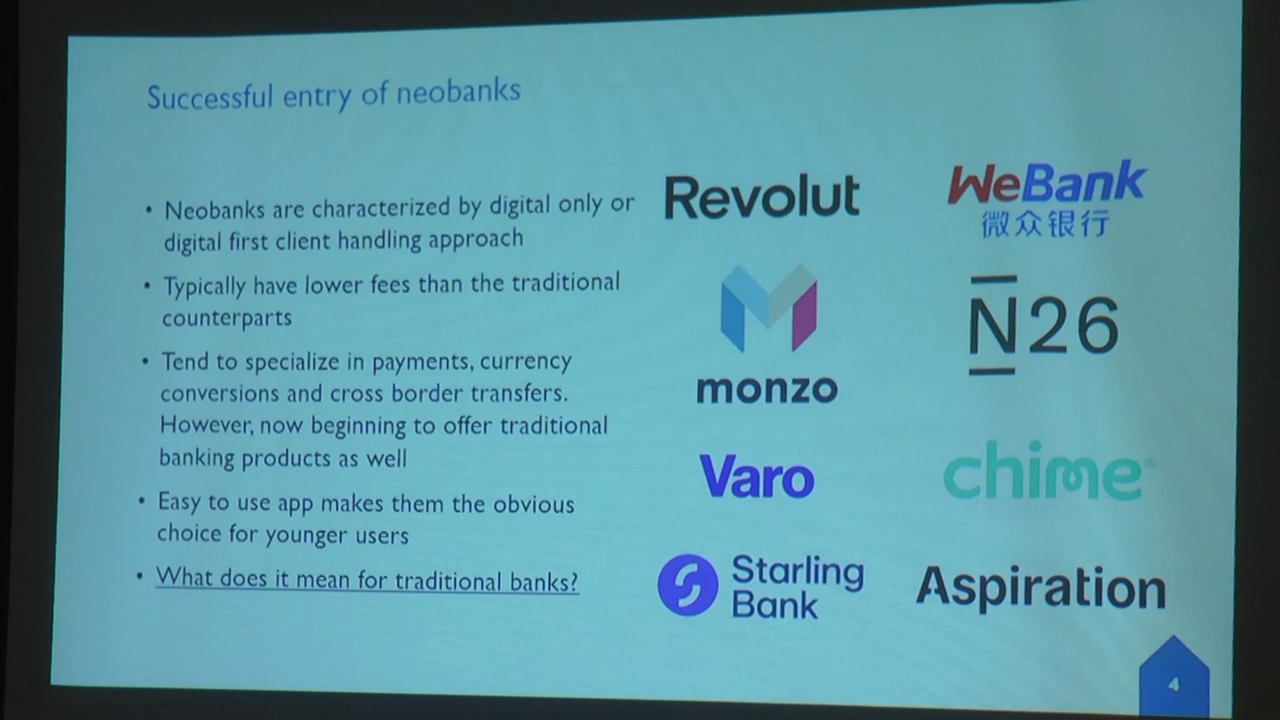 Successful entry of neobanks
• Neobanks are characterized by digital only or
digital first client handling approach
• Typically have lower fees than the traditional
counterparts
• Tend to specialize in payments, currency
conversions and cross border transfers.
However, now beginning to offer traditional
banking products as well
• Easy to use app makes them the obvious
choice for younger users
• What does it mean for traditional banks?
Revolut
WeBank
微众银行
monzo
N26
Varo
chime
Starling
Bank
Aspiration
4